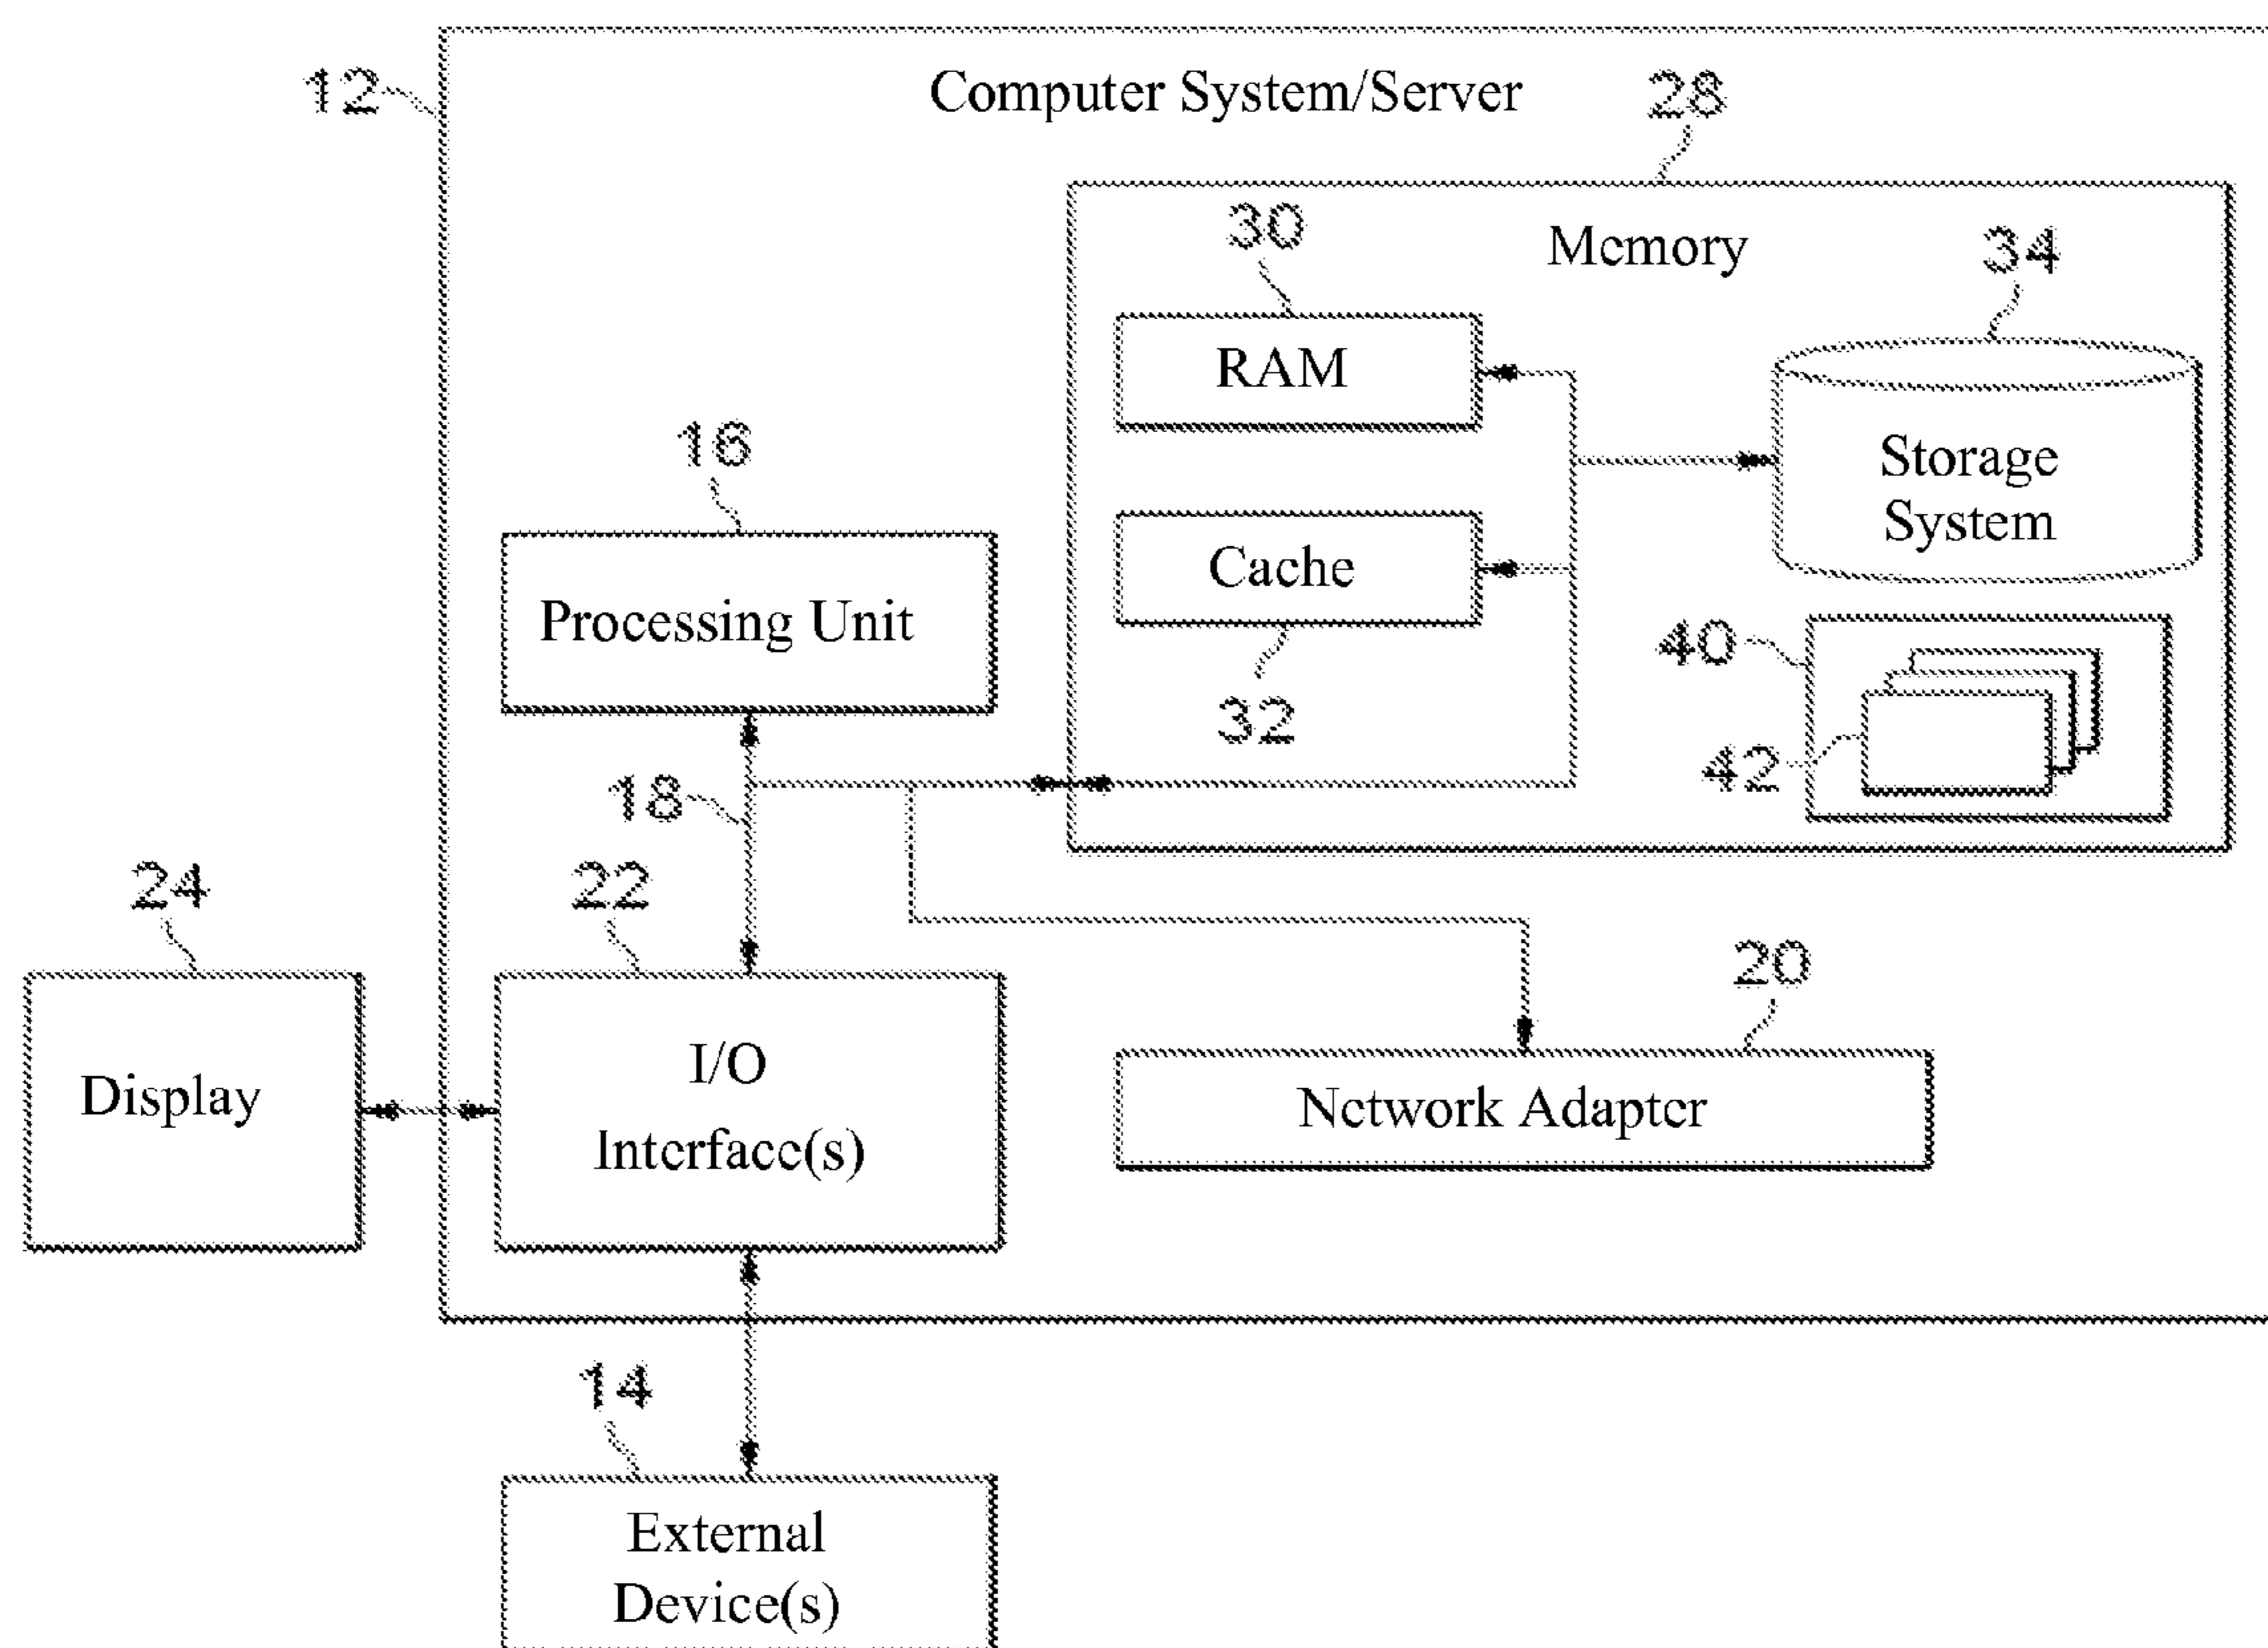 12
Computer System/Server
28
30
Memory
34
RAM
16
Storage
System
Cache
Processing Unit
40
32
42
18
24
22
20
Display
I/O
Interface(s)
Network Adapter
14
External
Device(s)